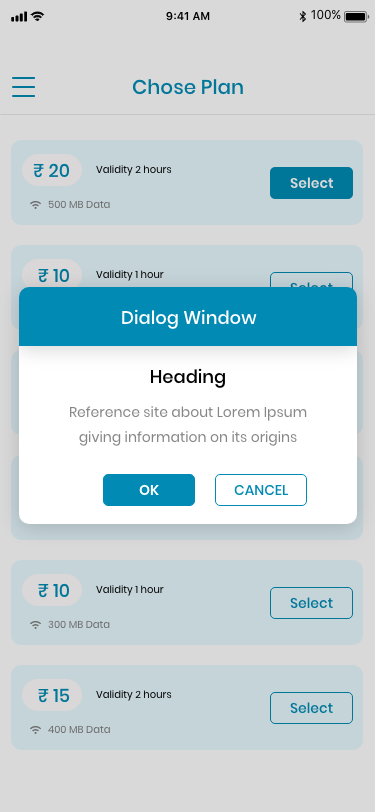 9:41 AM
100%
Chose Plan
₹ 20
Validity 2 hours
Select
500 MB Data
₹ 10
Validity 1 hour
Dialog Window
Heading
Reference site about Lorem Ipsum
giving information on its origins
OK
CANCEL
₹ 10
Validity 1 hour
Select
300 MB Data
₹ 15
Validity 2 hours
Select
400 MB Data